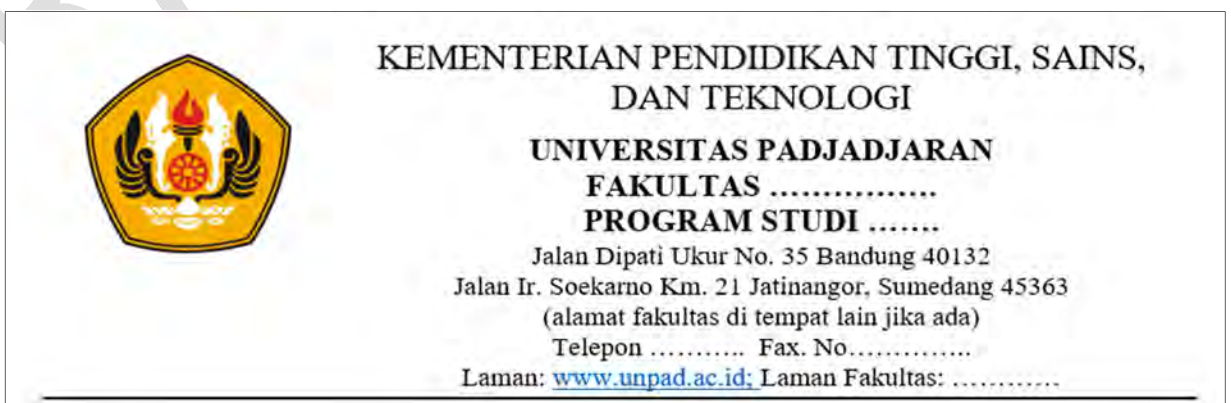 KEMENTERIAN PENDIDIKAN TINGGI, SAINS,
DAN TEKNOLOGI
UNIVERSITAS PADJADJARAN
FAKULTAS ................
PROGRAM STUDI .......
Jalan Dipati Ukur No. 35 Bandung 40132
Jalan Ir. Soekarno Km. 21 Jatinangor, Sumedang 45363
(alamat fakultas di tempat lain jika ada)
Telepon ........... Fax. No..............
Laman: www.unpad.ac.id; Laman Fakultas: ............